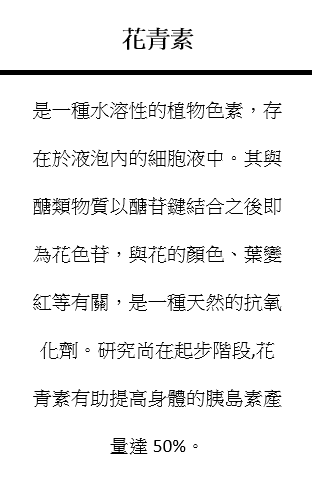 花青素
是一種水溶性的植物色素，存
在於液泡內的細胞液中。其與
醣類物質以醣苷鍵結合之後即
為花色苷，與花的顏色、葉變
紅等有關，是一種天然的抗氧
化劑。研究尚在起步階段,花
青素有助提高身體的胰島素產
量達 50%。